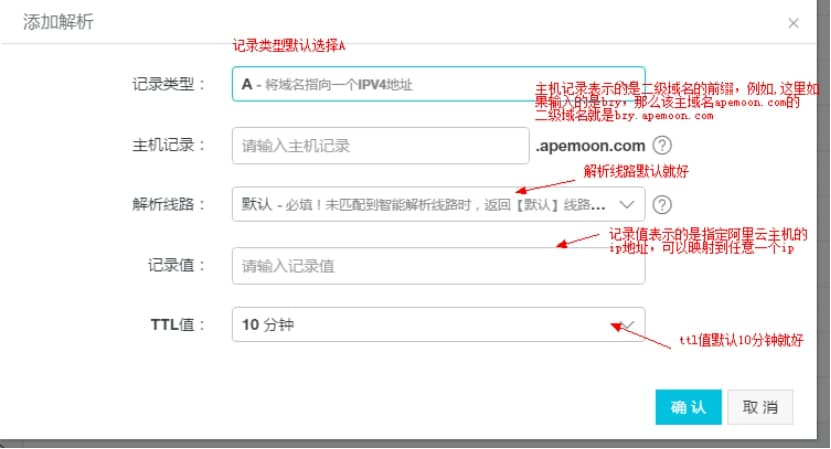 添加解析
×
记录类型默认选择A
记录类型：
A - 将域名指向一个IPV4地址
主机记录表示的是二级域名的前缀，例如,这里如
果输入的是bzy，那么该主域名apemoon.com的
二级域名就是bzy.apemoon.com
主机记录：
请输入主机记录
.apemoon.com ?
解析线路默认就好
解析线路：
默认 - 必填！未匹配到智能解析线路时，返回【默认】线路... ?
记录值表示的是指定阿里云主机的
ip地址，可以映射到任意一个ip
记录值：
请输入记录值
TTL值：
10 分钟
ttl值默认10分钟就好
确 认
取 消